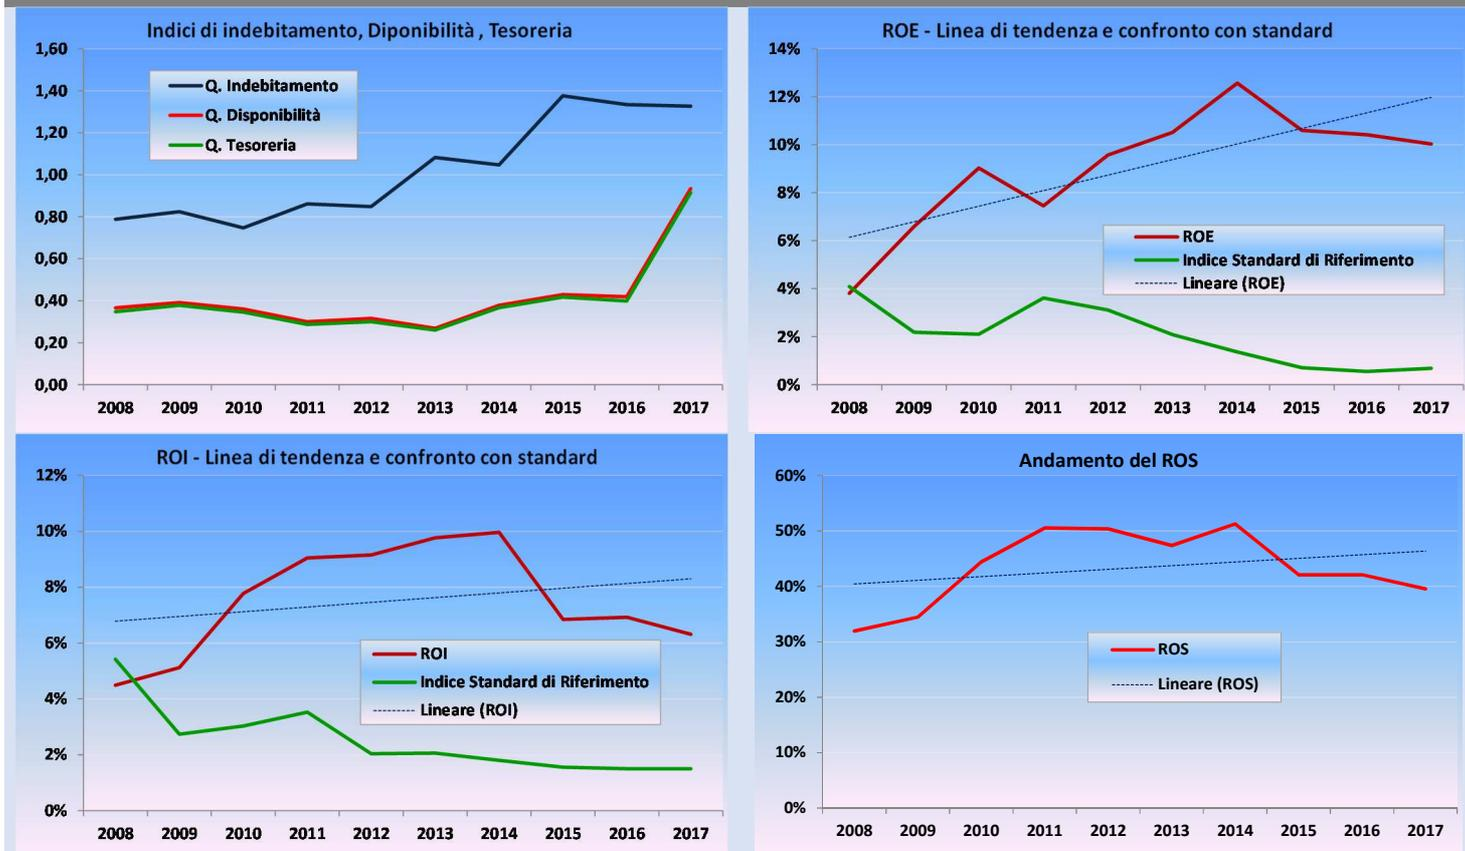 Indici di indebitamento, Diponibilità , Tesoreria
1,60
1,40
1,20
1,00
0,80
0,60
0,40
0,20
0,00
Q. Indebitamento
Q. Disponibilità
Q. Tesoreria
2008 2009 2010 2011 2012 2013 2014 2015 2016 2017
ROE - Linea di tendenza e confronto con standard
14%
12%
10%
8%
6%
4%
2%
0%
ROE
Indice Standard di Riferimento
Lineare (ROE)
2008 2009 2010 2011 2012 2013 2014 2015 2016 2017
ROI - Linea di tendenza e confronto con standard
12%
10%
8%
6%
4%
2%
0%
ROI
Indice Standard di Riferimento
Lineare (ROI)
2008 2009 2010 2011 2012 2013 2014 2015 2016 2017
Andamento del ROS
60%
50%
40%
30%
20%
10%
0%
ROS
Lineare (ROS)
2008 2009 2010 2011 2012 2013 2014 2015 2016 2017